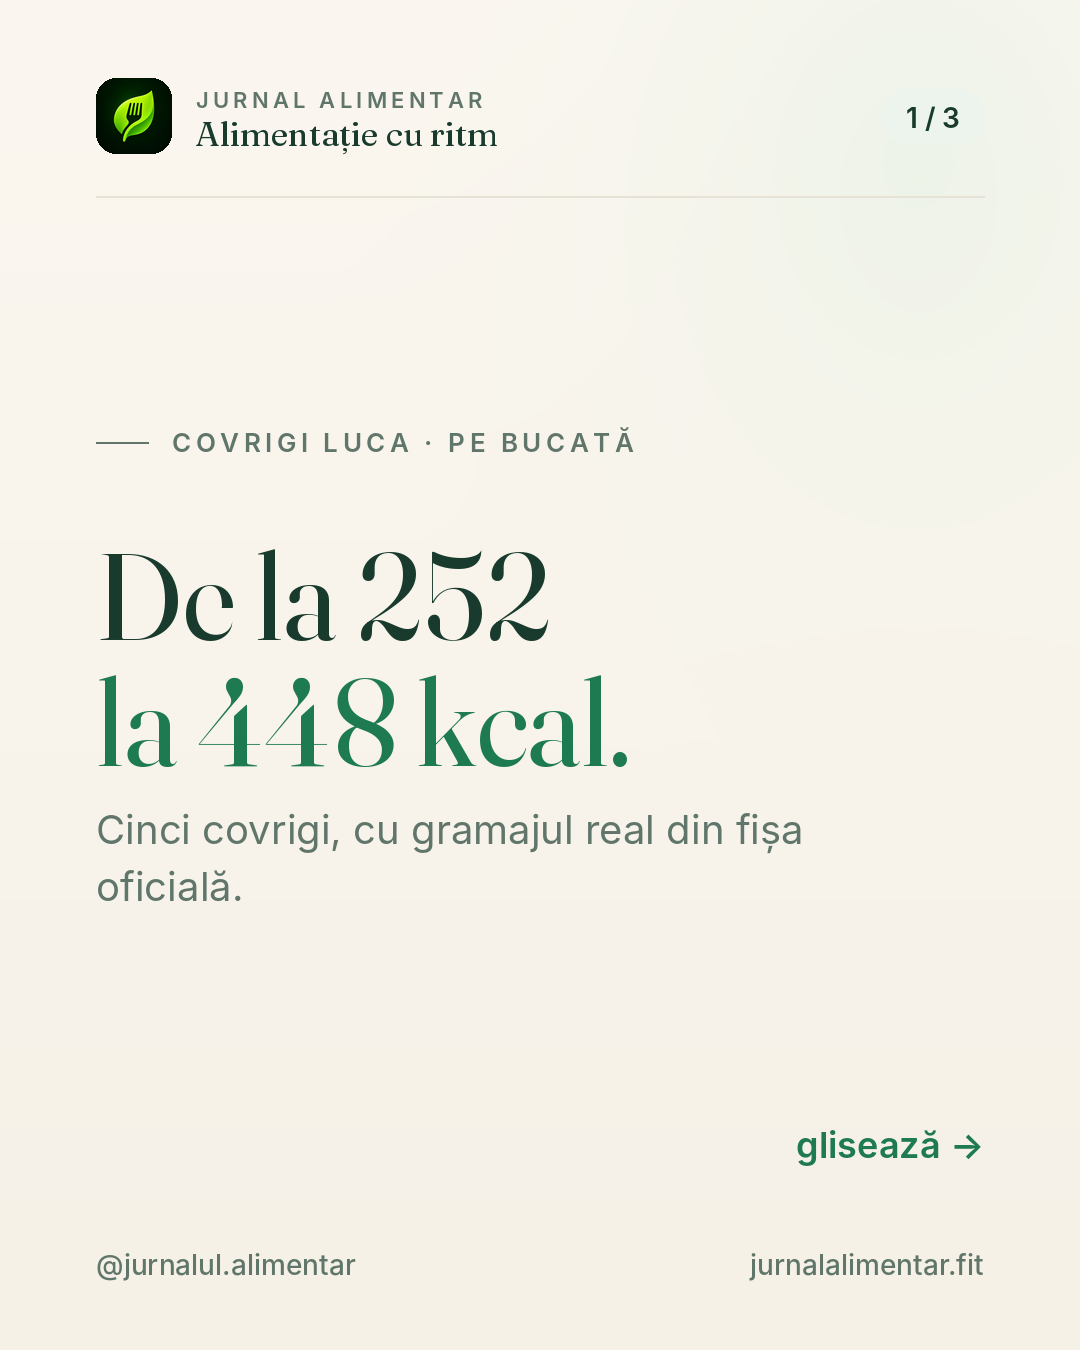 JURNAL ALIMENTAR
Alimentație cu ritm
1 / 3
COVRIGI LUCA · PE BUCATĂ
De la 252
la 448 kcal.
Cinci covrigi, cu gramajul real din fișa
oficială.
glisează →
@jurnalul.alimentar
jurnalalimentar.fit